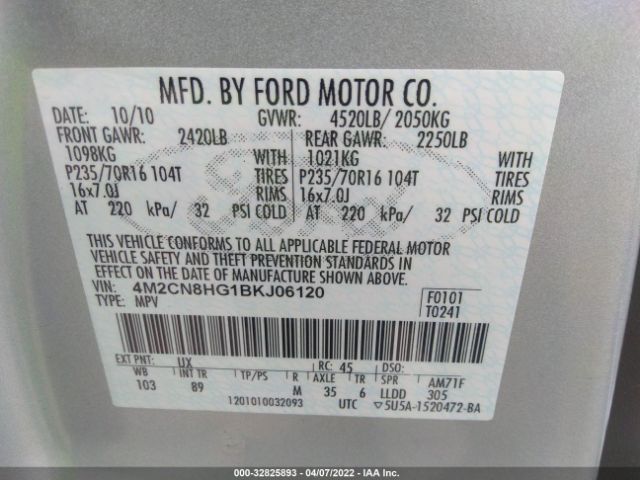 MFD. BY FORD MOTOR CO.
DATE: 10/10 GVWR: 4520LB/ 2050KG
FRONT GAWR: 2420LB REAR GAWR: 2250LB
1098KG WITH 1021KG WITH
P235/70R16 104T TIRES P235/70R16 104T TIRES
16x7.0J RIMS 16x7.0J RIMS
AT 220 kPa/ 32 PSI COLD AT 220 kPa/ 32 PSI COLD
THIS VEHICLE CONFORMS TO ALL APPLICABLE FEDERAL MOTOR
VEHICLE SAFETY AND THEFT PREVENTION STANDARDS IN
EFFECT ON THE DATE OF MANUFACTURE SHOWN ABOVE.
VIN: 4M2CN8HG1BKJ06120 F0101
TYPE: MPV T0241
EXT PNT: UX RC: 45 DSO:
WB INT TR TP/PS R AXLE TR SPR AM71F
103 89 M 35 6 LLDD 305
1201010032093 UTC ▽5U5A-1520472-BA
000-32825893 - 04/07/2022 - IAA Inc.